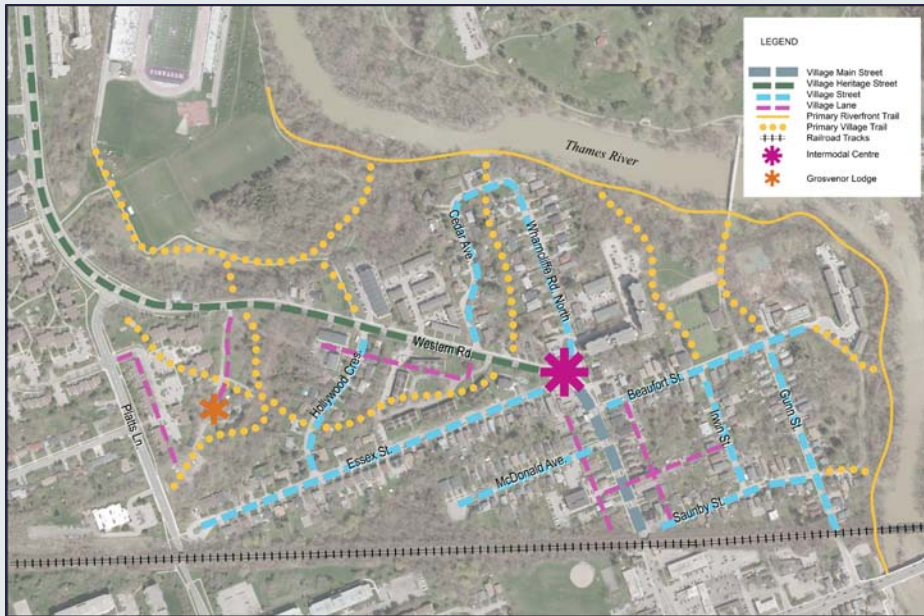 LEGEND
Village Main Street
Village Heritage Street
Village Street
Village Lane
Primary Riverfront Trail
Primary Village Trail
Railroad Tracks
Intermodal Centre
Grosvenor Lodge
Thames River
Cedar Ave.
Wharncliffe Rd. North
Western Rd.
Hollywood Cres.
Platts Ln.
Essex St.
Beaufort St.
Irwin St.
Gunn St.
McDonald Ave.
Saunby St.